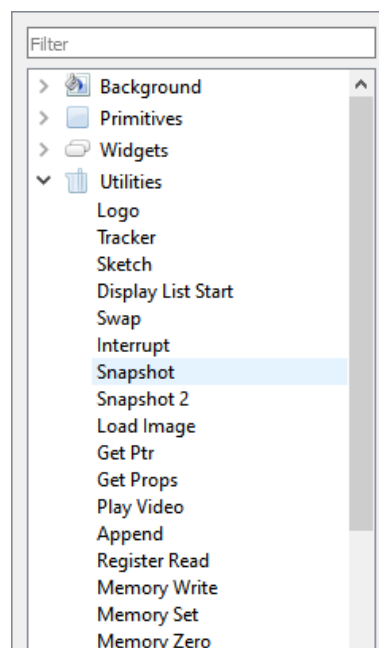 Filter
Background
Primitives
Widgets
Utilities
Logo
Tracker
Sketch
Display List Start
Swap
Interrupt
Snapshot
Snapshot 2
Load Image
Get Ptr
Get Props
Play Video
Append
Register Read
Memory Write
Memory Set
Memory Zero